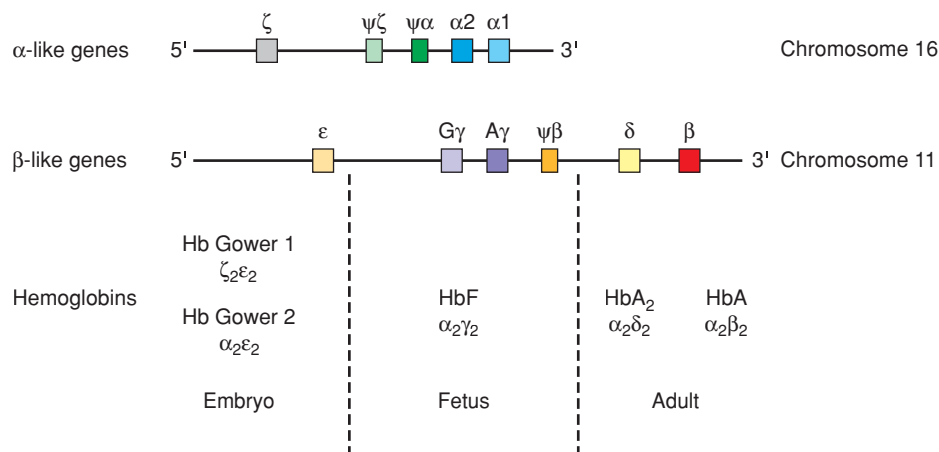 ζ ψζ ψα α2 α1
α-like genes 5' 3' Chromosome 16
ε Gγ Aγ ψβ δ β
β-like genes 5' 3' Chromosome 11
Hb Gower 1
ζ₂ε₂
Hemoglobins HbF HbA₂ HbA
α₂γ₂ α₂δ₂ α₂β₂
Hb Gower 2
α₂ε₂
Embryo Fetus Adult